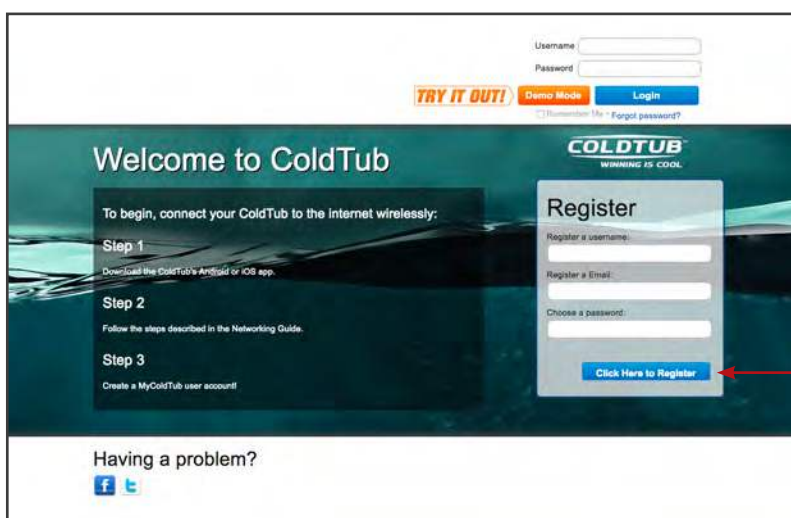 Username
Password
TRY IT OUT! Demo Mode Login
Remember Me • Forgot password?
Welcome to ColdTub
COLDTUB
WINNING IS COOL
To begin, connect your ColdTub to the internet wirelessly:
Step 1
Download the ColdTub's Android or iOS app.
Step 2
Follow the steps described in the Networking Guide.
Step 3
Create a MyColdTub user account!
Register
Register a username:
Register a Email:
Choose a password:
Click Here to Register
Having a problem?